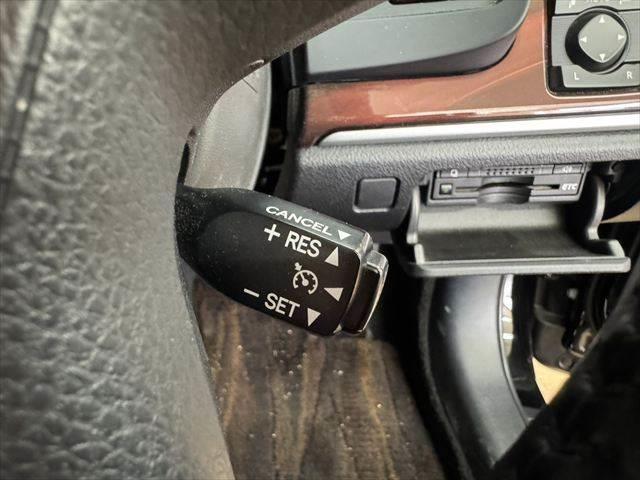 L R
ETC
CANCEL
+ RES
- SET